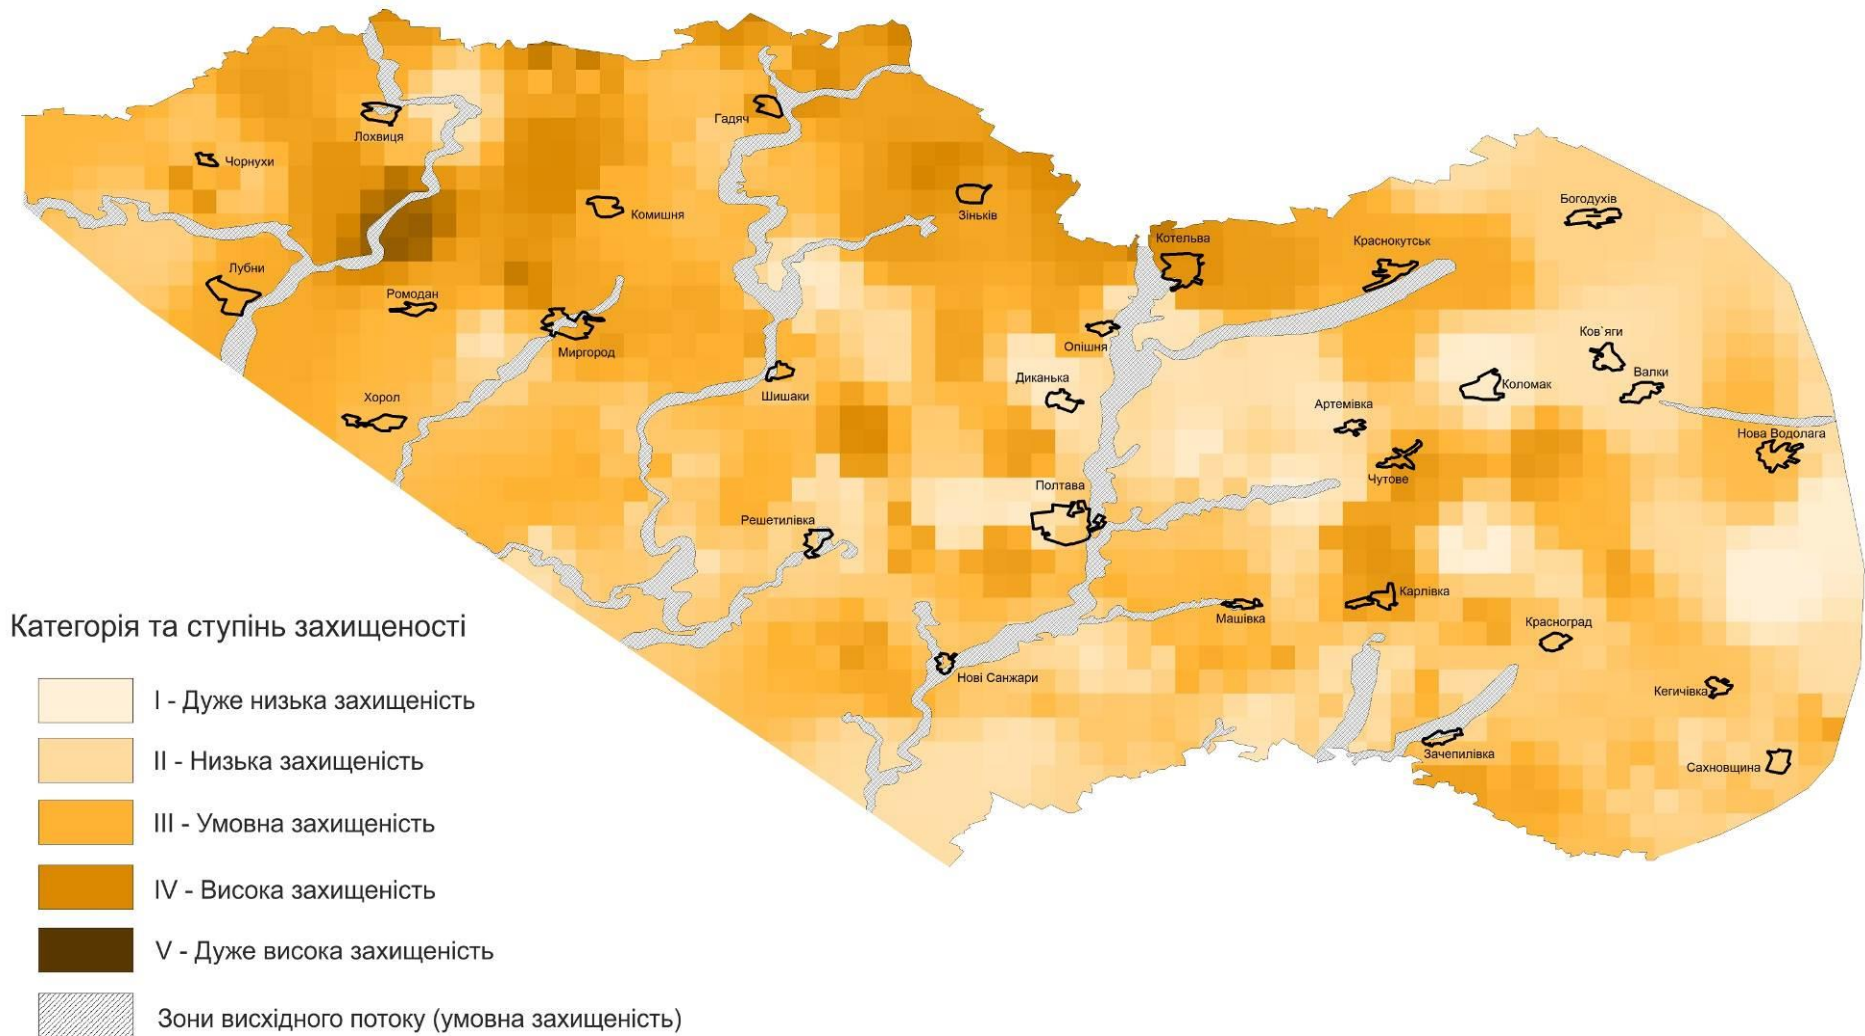 Лохвиця
Гадяч
Чорнухи
Комишня
Зіньків
Богодухів
Котельва
Краснокутськ
Лубни
Ромодан
Миргород
Опішня
Ков`яги
Валки
Коломак
Диканька
Шишаки
Хорол
Артемівка
Нова Водолага
Чутове
Полтава
Решетилівка
Карлівка
Машівка
Красноград
Нові Санжари
Кегичівка
Зачепилівка
Сахновщина
Категорія та ступінь захищеності
I - Дуже низька захищеність
II - Низька захищеність
III - Умовна захищеність
IV - Висока захищеність
V - Дуже висока захищеність
Зони висхідного потоку (умовна захищеність)